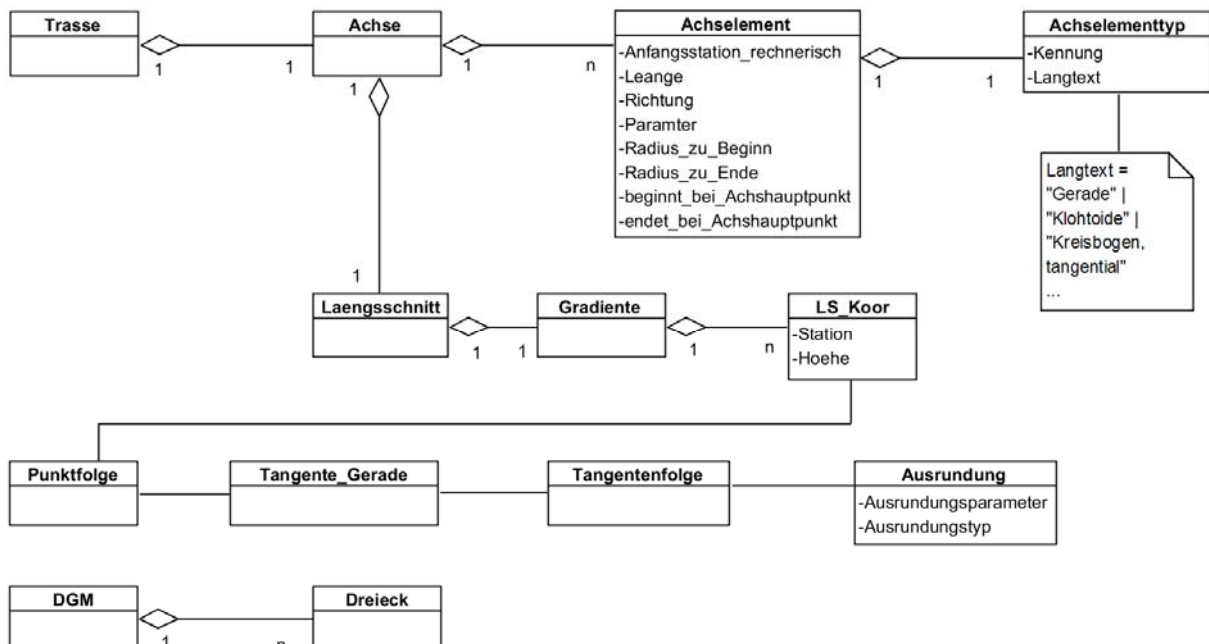 Trasse
1
1
Achse
1
1
n
Achselement
-Anfangsstation_rechnerisch
-Leange
-Richtung
-Paramter
-Radius_zu_Beginn
-Radius_zu_Ende
-beginnt_bei_Achshauptpunkt
-endet_bei_Achshauptpunkt
1
1
Achselementtyp
-Kennung
-Langtext
Langtext =
"Gerade" |
"Klohtoide" |
"Kreisbogen,
tangential"
...
1
Laengsschnitt
1
1
Gradiente
1
n
LS_Koor
-Station
-Hoehe
Punktfolge
Tangente_Gerade
Tangentenfolge
Ausrundung
-Ausrundungsparameter
-Ausrundungstyp
DGM
1
n
Dreieck